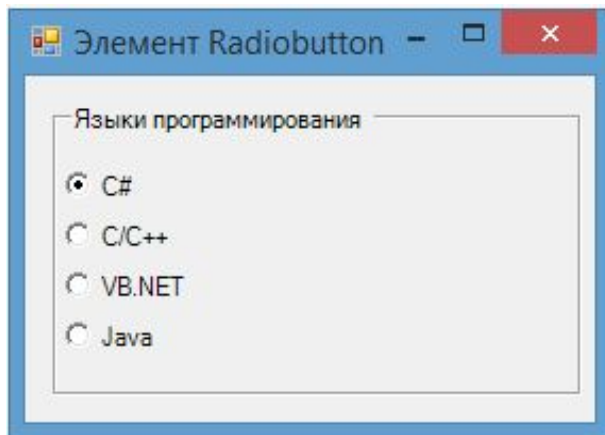 Элемент Radiobutton
Языки программирования
C#
C/C++
VB.NET
Java